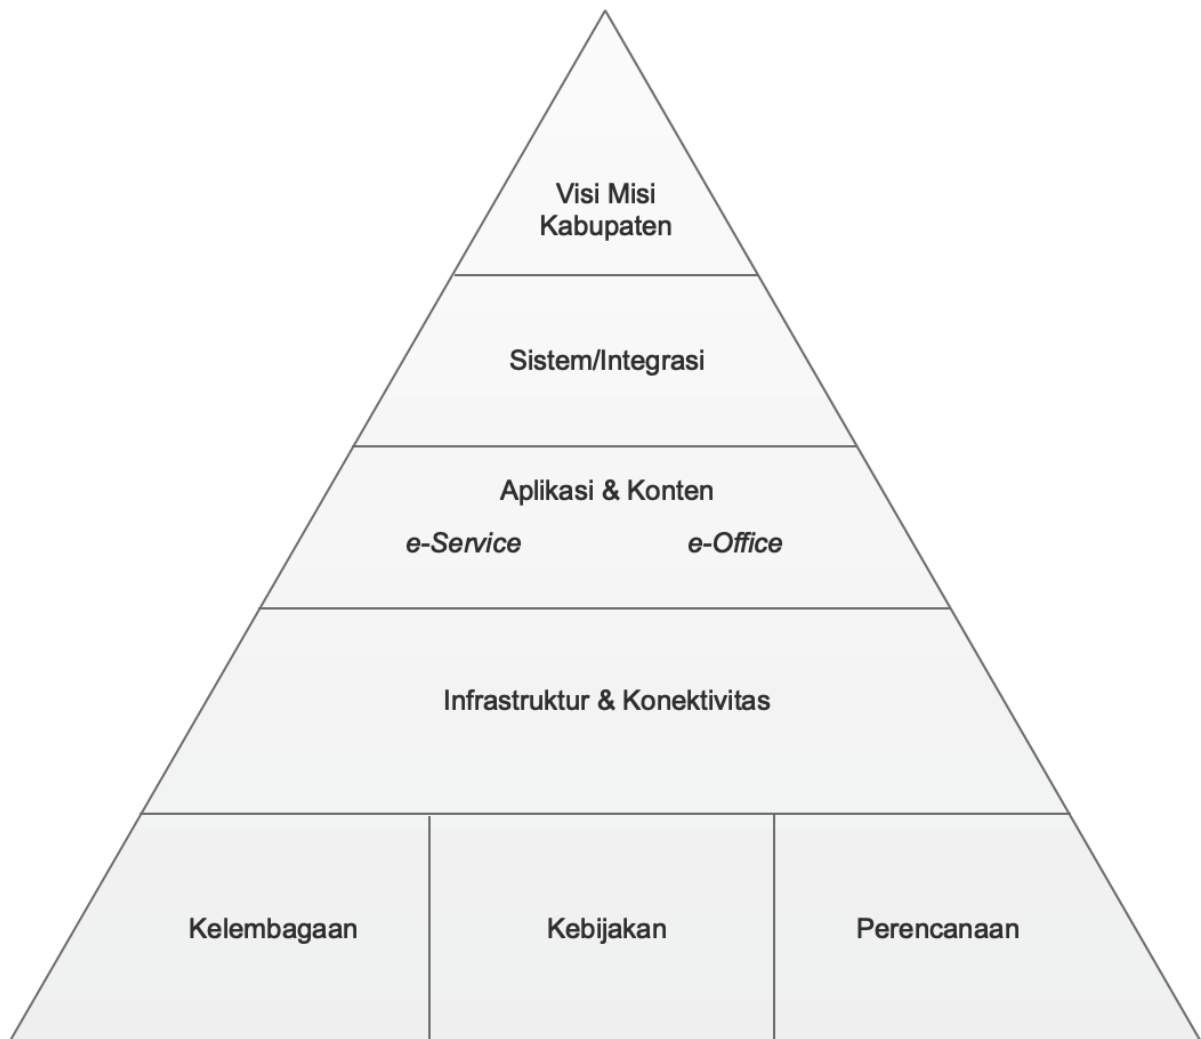 Visi Misi
Kabupaten
Sistem/Integrasi
Aplikasi & Konten
e-Service e-Office
Infrastruktur & Konektivitas
Kelembagaan Kebijakan Perencanaan